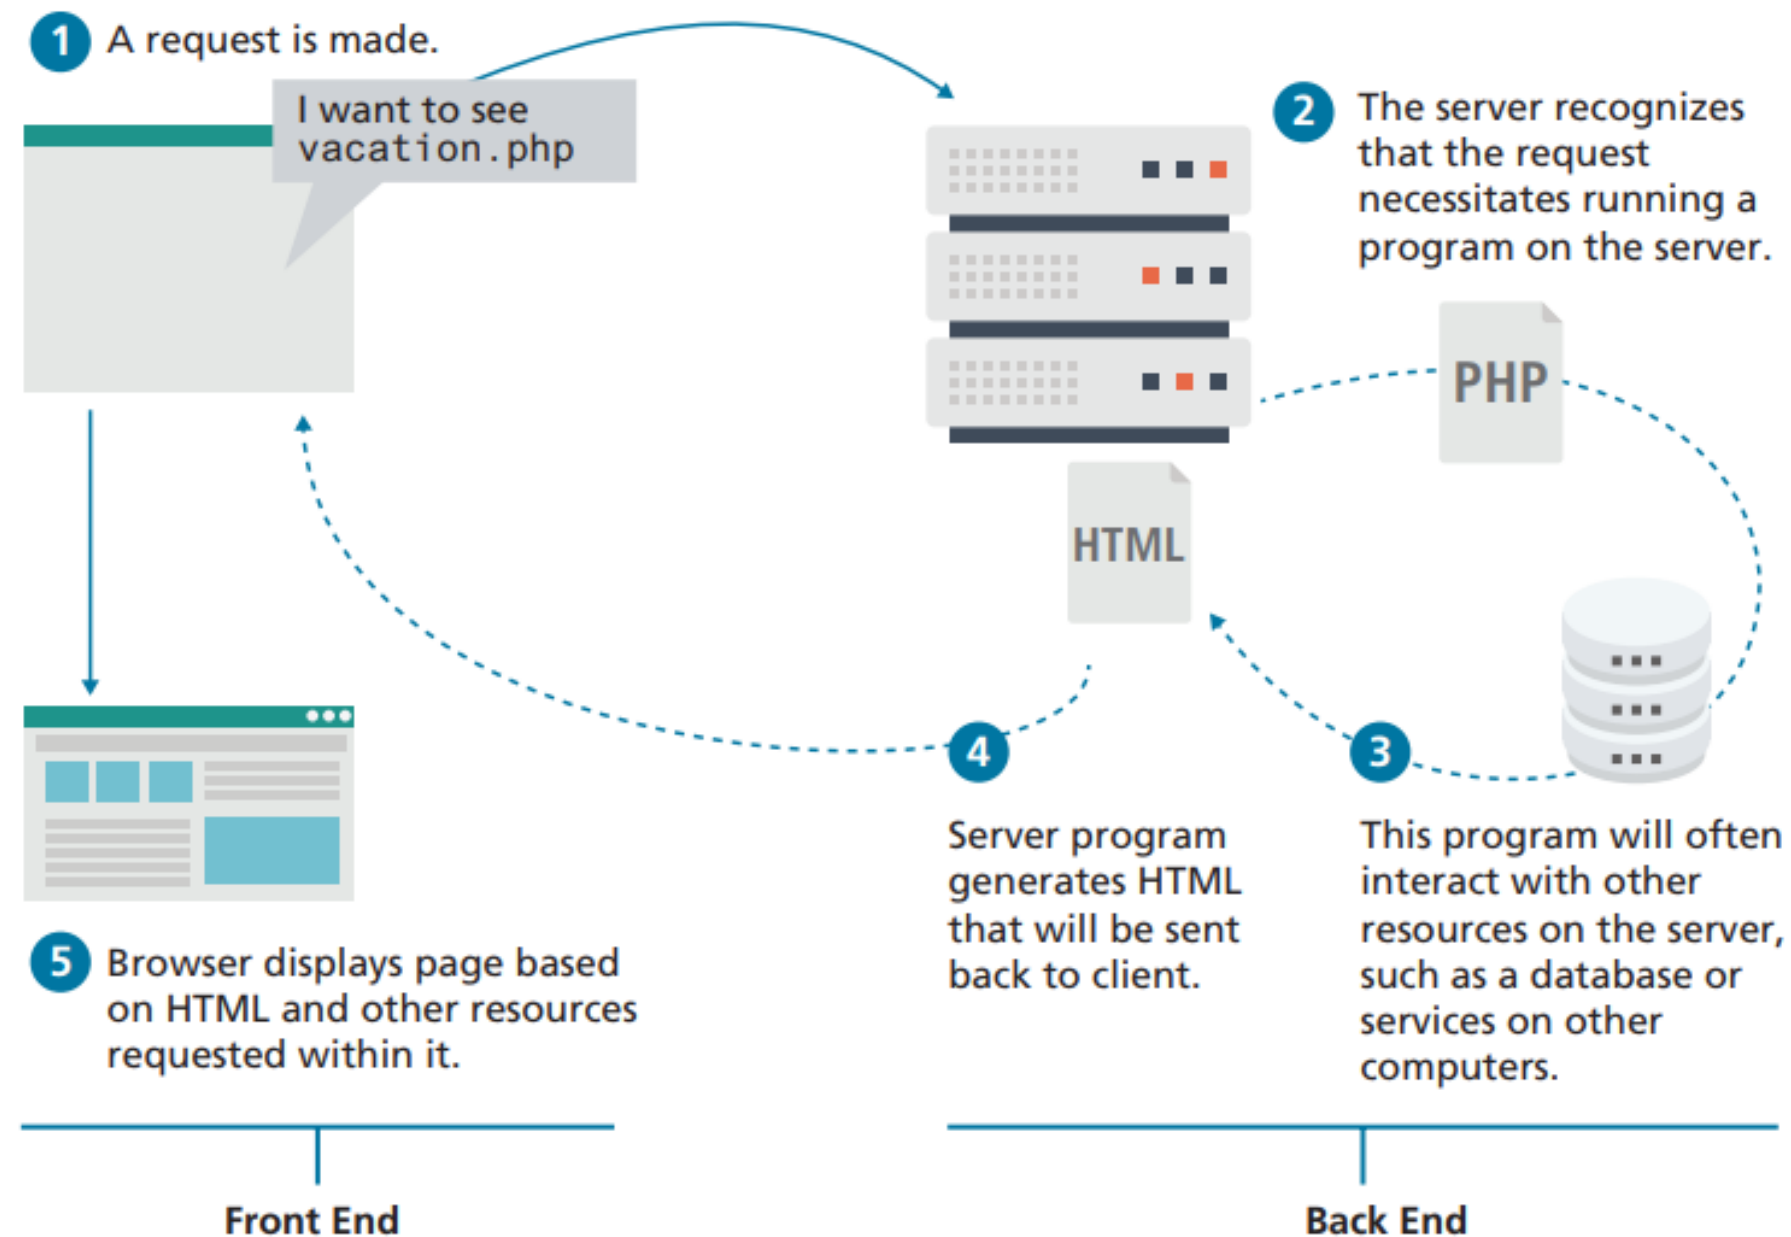 1 A request is made.
I want to see
vacation.php
2 The server recognizes
that the request
necessitates running a
program on the server.
PHP
HTML
3
This program will often
interact with other
resources on the server,
such as a database or
services on other
computers.
4
Server program
generates HTML
that will be sent
back to client.
5 Browser displays page based
on HTML and other resources
requested within it.
Front End
Back End